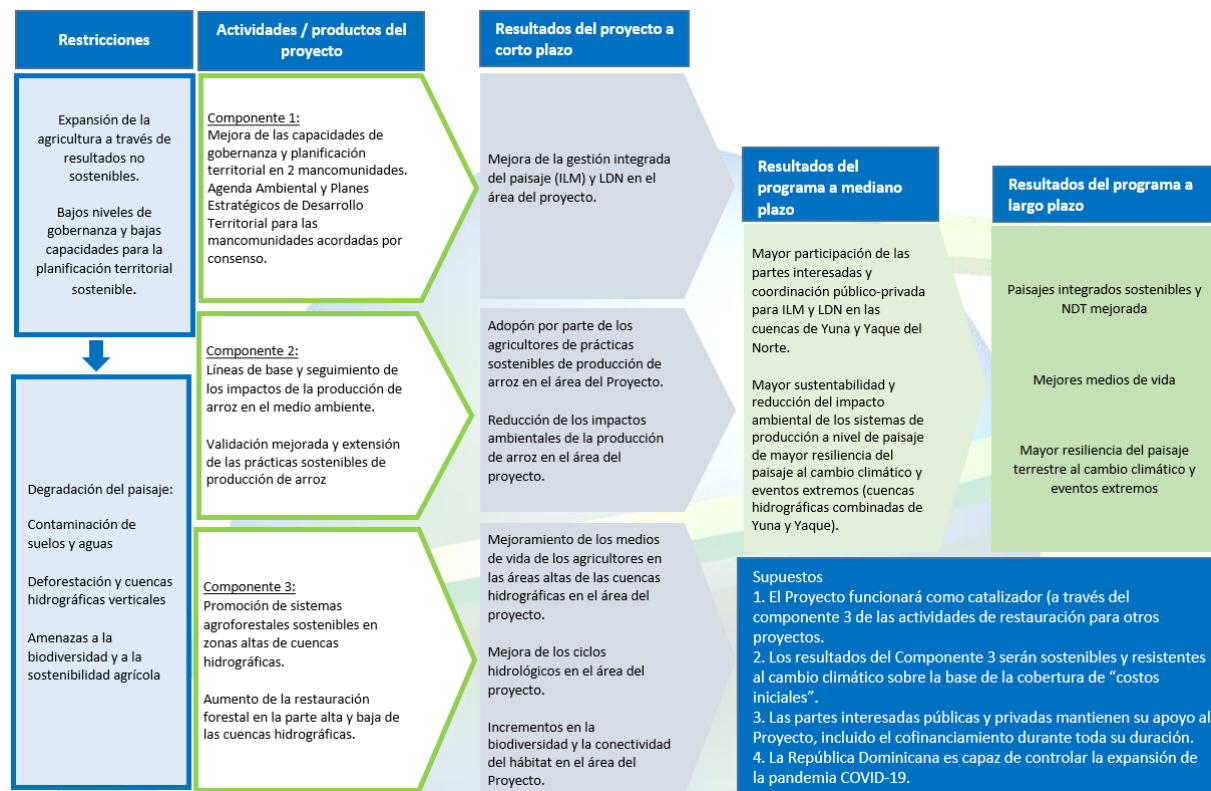 Restricciones
Expansión de la
agricultura a través de
resultados no
sostenibles.
Bajos niveles de
gobernanza y bajas
capacidades para la
planificación territorial
sostenible.
Degradación del paisaje:
Contaminación de
suelos y aguas
Deforestación y cuencas
hidrográficas verticales
Amenazas a la
biodiversidad y a la
sostenibilidad agrícola
Actividades / productos del
proyecto
Componente 1:
Mejora de las capacidades de
gobernanza y planificación
territorial en 2 mancomunidades.
Agenda Ambiental y Planes
Estratégicos de Desarrollo
Territorial para las
mancomunidades acordadas por
consenso.
Componente 2:
Líneas de base y seguimiento de
los impactos de la producción de
arroz en el medio ambiente.
Validación mejorada y extensión
de las prácticas sostenibles de
producción de arroz
Componente 3:
Promoción de sistemas
agroforestales sostenibles en
zonas altas de cuencas
hidrográficas.
Aumento de la restauración
forestal en la parte alta y baja de
las cuencas hidrográficas.
Resultados del proyecto a
corto plazo
Mejora de la gestión integrada
del paisaje (ILM) y LDN en el
área del proyecto.
Adopón por parte de los
agricultores de prácticas
sostenibles de producción de
arroz en el área del Proyecto.
Reducción de los impactos
ambientales de la producción
de arroz en el área del
proyecto.
Mejoramiento de los medios
de vida de los agricultores en
las áreas altas de las cuencas
hidrográficas en el área del
proyecto.
Mejora de los ciclos
hidrológicos en el área del
proyecto.
Incrementos en la
biodiversidad y la conectividad
del hábitat en el área del
Proyecto.
Resultados del
programa a mediano
plazo
Mayor participación de las
partes interesadas y
coordinación público-privada
para ILM y LDN en las
cuencas de Yuna y Yaque del
Norte.
Mayor sustentabilidad y
reducción del impacto
ambiental de los sistemas de
producción a nivel de paisaje
de mayor resiliencia del
paisaje al cambio climático y
eventos extremos (cuencas
hidrográficas combinadas de
Yuna y Yaque).
Resultados del programa a
largo plazo
Paisajes integrados sostenibles y
NDT mejorada
Mejores medios de vida
Mayor resiliencia del paisaje
terrestre al cambio climático y
eventos extremos
Supuestos
1. El Proyecto funcionará como catalizador (a través del
componente 3 de las actividades de restauración para otros
proyectos.
2. Los resultados del Componente 3 serán sostenibles y resistentes
al cambio climático sobre la base de la cobertura de “costos
iniciales”.
3. Las partes interesadas públicas y privadas mantienen su apoyo al
Proyecto, incluido el cofinanciamiento durante toda su duración.
4. La República Dominicana es capaz de controlar la expansión de
la pandemia COVID-19.